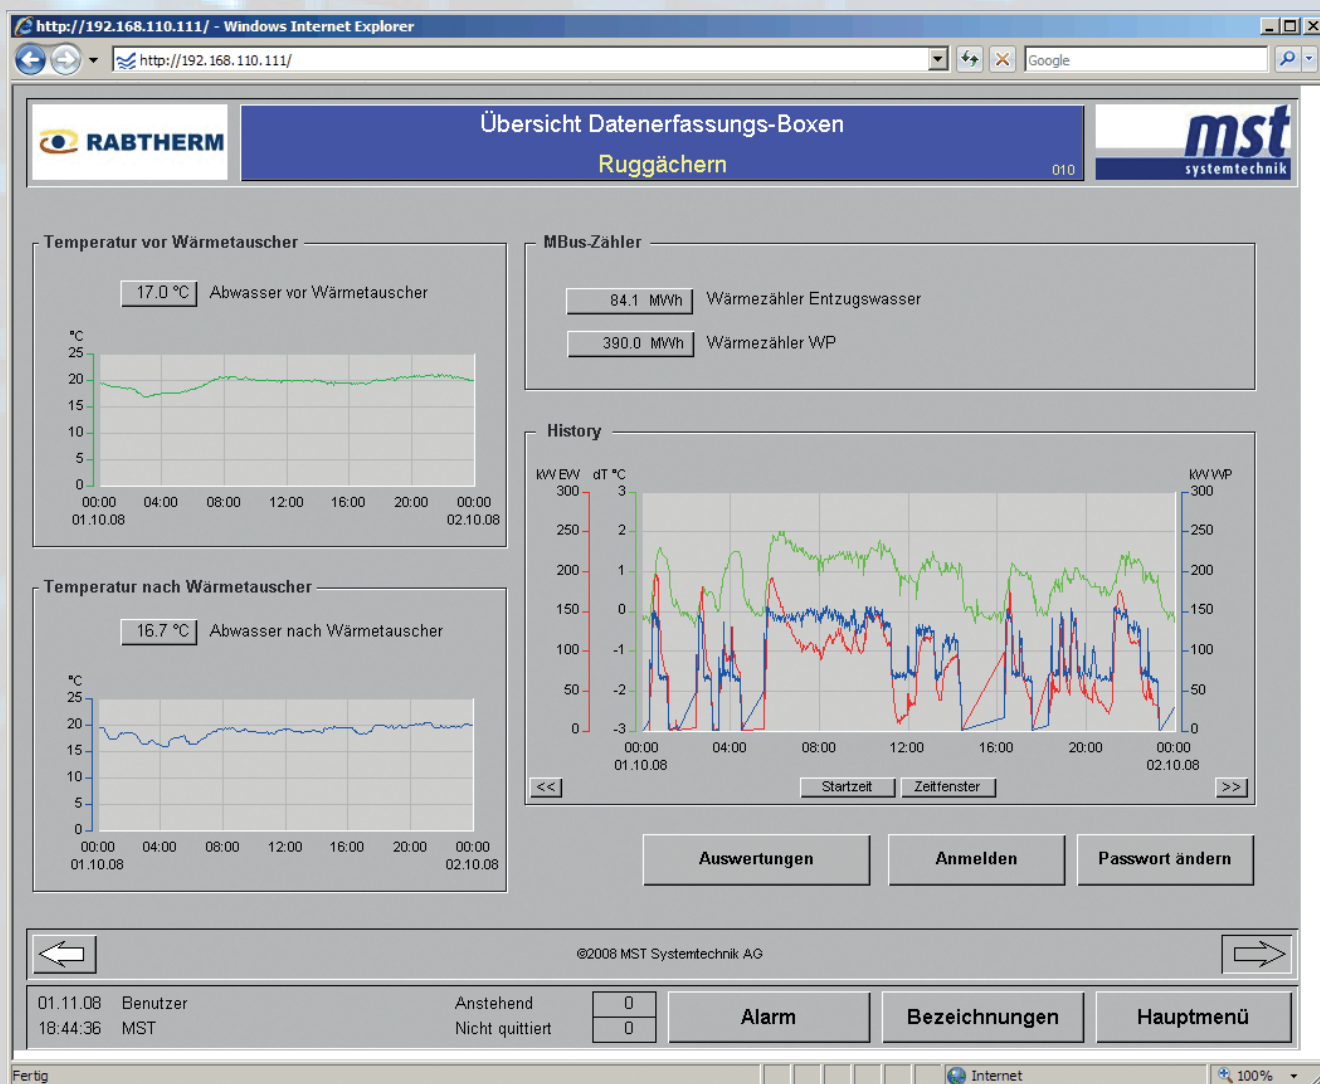 http://192.168.110.111/ - Windows Internet Explorer
http://192.168.110.111/
Google
RABTHERM
Übersicht Datenerfassungs-Boxen
Ruggächern
010
mst
systemtechnik
Temperatur vor Wärmetauscher
17.0 °C Abwasser vor Wärmetauscher
°C
25
20
15
10
5
0
00:00 04:00 08:00 12:00 16:00 20:00 00:00
01.10.08 02.10.08
Temperatur nach Wärmetauscher
16.7 °C Abwasser nach Wärmetauscher
°C
25
20
15
10
5
0
00:00 04:00 08:00 12:00 16:00 20:00 00:00
01.10.08 02.10.08
MBus-Zähler
84.1 MWh Wärmezähler Entzugswasser
390.0 MWh Wärmezähler WP
History
kW EW dT °C kW WP
300 3 300
250 2 250
200 1 200
150 0 150
100 -1 100
50 -2 50
0 -3 0
00:00 04:00 08:00 12:00 16:00 20:00 00:00
01.10.08 02.10.08
<< Startzeit Zeitfenster >>
Auswertungen Anmelden Passwort ändern
©2008 MST Systemtechnik AG
01.11.08 Benutzer Anstehend 0
18:44:36 MST Nicht quittiert 0
Alarm Bezeichnungen Hauptmenü
Fertig Internet 100%